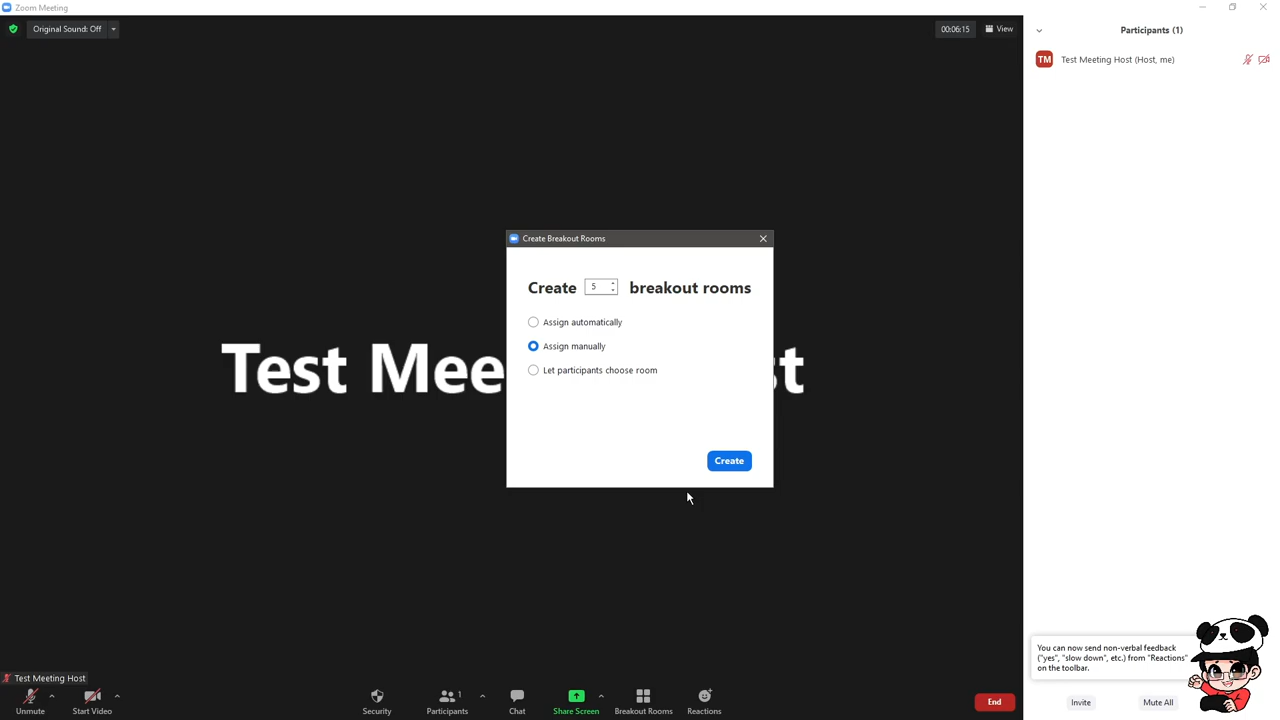 Zoom Meeting
Original Sound: Off
00:06:15
View
Participants (1)
TM
Test Meeting Host (Host, me)
Create Breakout Rooms
Create 5 breakout rooms
Assign automatically
Assign manually
Let participants choose room
Create
Test Mee
t
You can now send non-verbal feedback
("yes", "slow down", etc.) from "Reactions"
on the toolbar.
Test Meeting Host
Unmute
Start Video
Security
1
Participants
Chat
Share Screen
Breakout Rooms
Reactions
End
Invite
Mute All